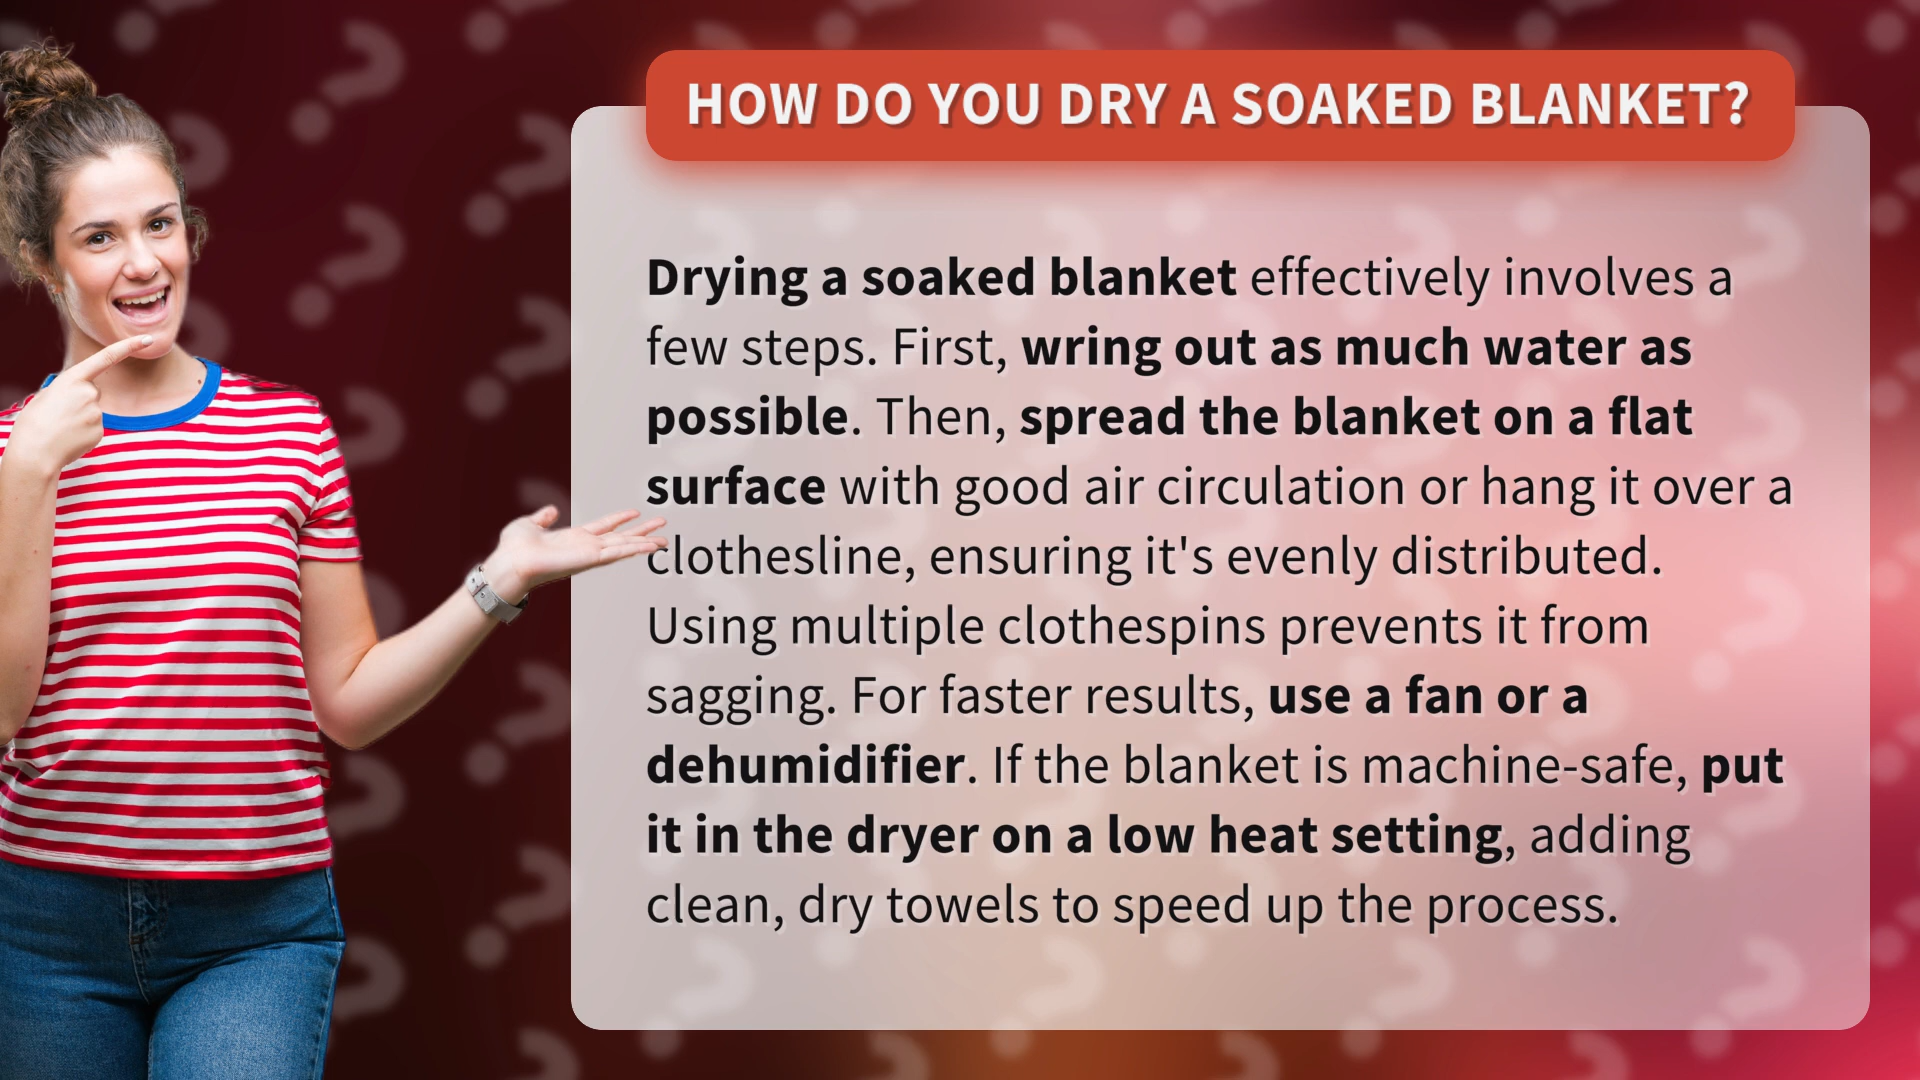 HOW DO YOU DRY A SOAKED BLANKET?
Drying a soaked blanket effectively involves a
few steps. First, wring out as much water as
possible. Then, spread the blanket on a flat
surface with good air circulation or hang it over a
clothesline, ensuring it's evenly distributed.
Using multiple clothespins prevents it from
sagging. For faster results, use a fan or a
dehumidifier. If the blanket is machine-safe, put
it in the dryer on a low heat setting, adding
clean, dry towels to speed up the process.